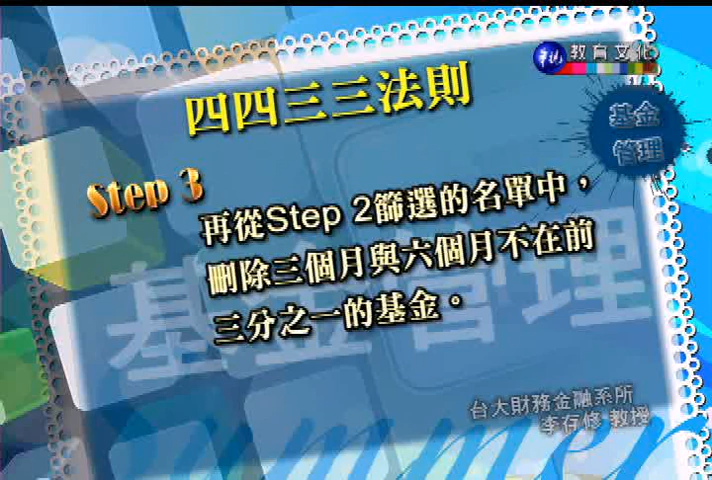 華視 教育文化
四四三三法則
基金
管理
Step 3
再從Step 2篩選的名單中，
刪除三個月與六個月不在前
三分之一的基金。
基金管理
台大財務金融系所
李存修 教授
summer